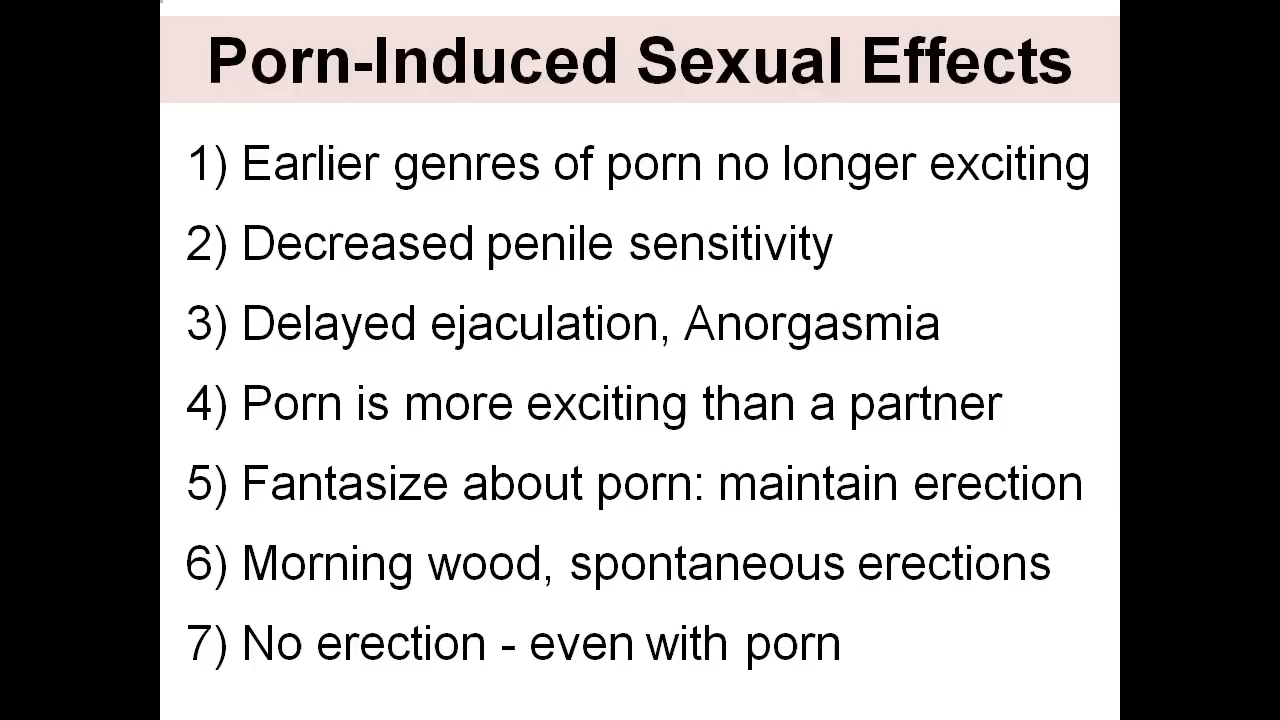 Porn-Induced Sexual Effects
1) Earlier genres of porn no longer exciting
2) Decreased penile sensitivity
3) Delayed ejaculation, Anorgasmia
4) Porn is more exciting than a partner
5) Fantasize about porn: maintain erection
6) Morning wood, spontaneous erections
7) No erection - even with porn